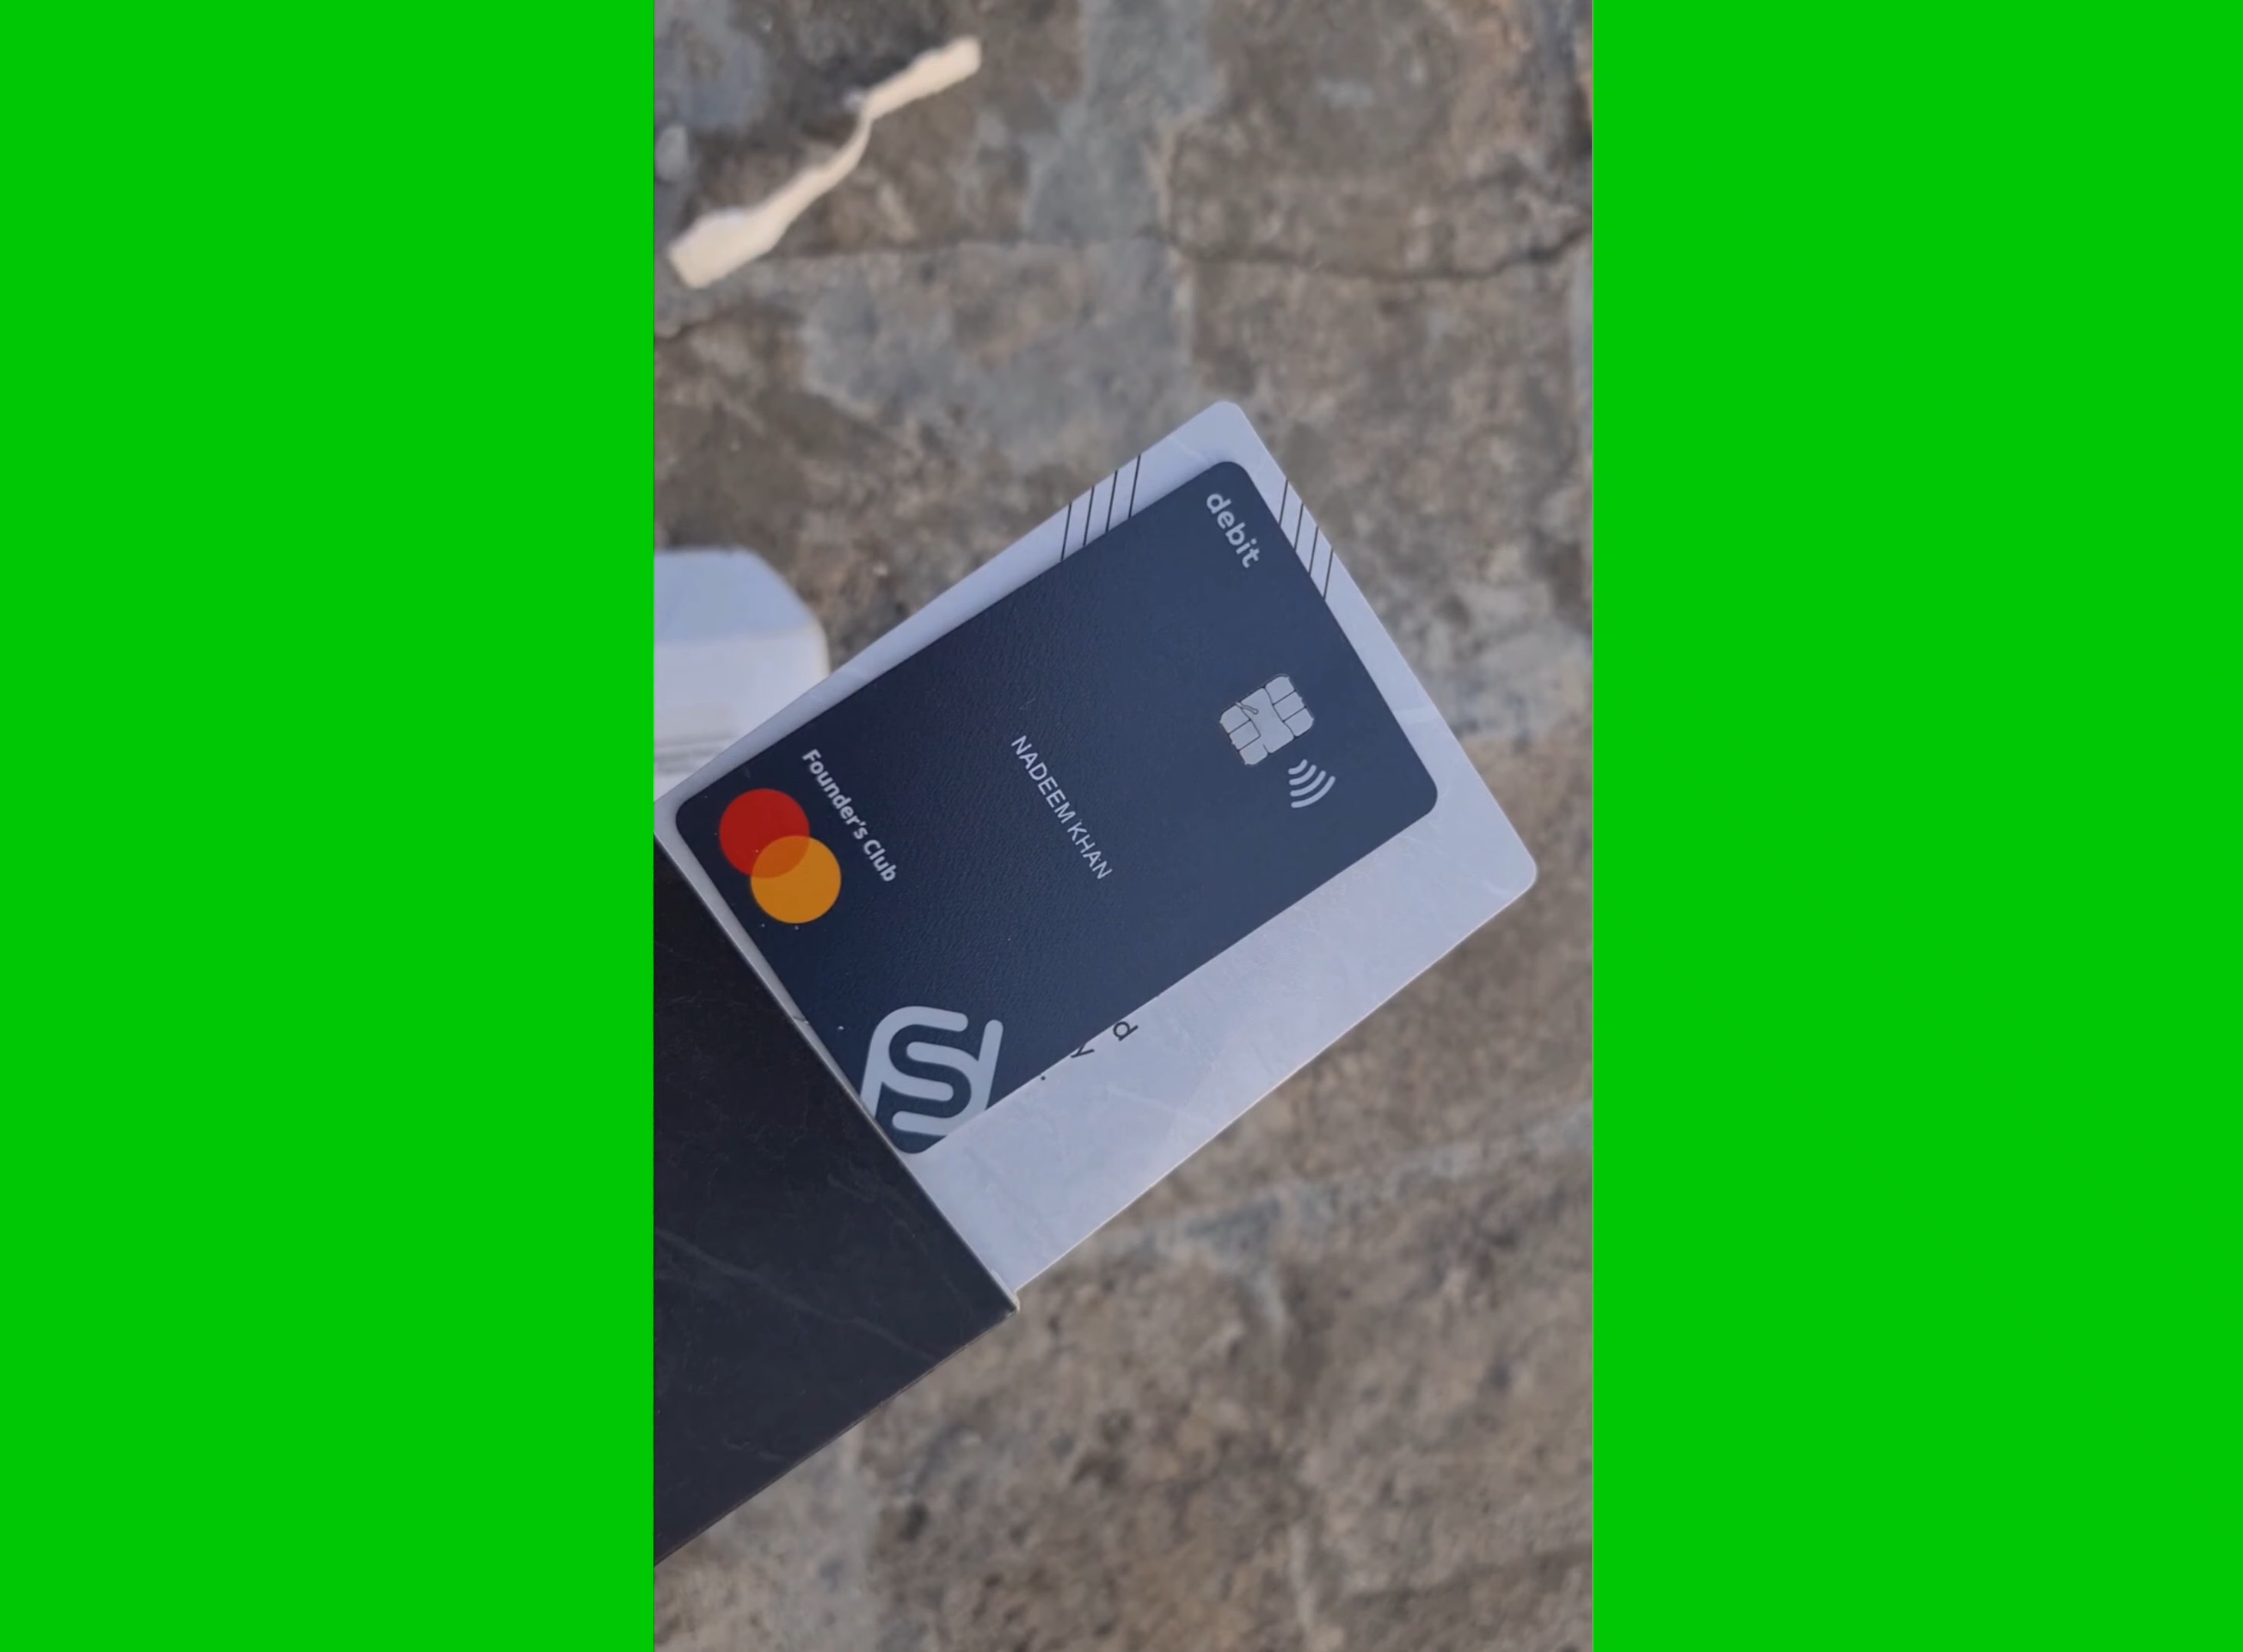 debit
NADEEM KHAN
Founder's Club
d
y
.